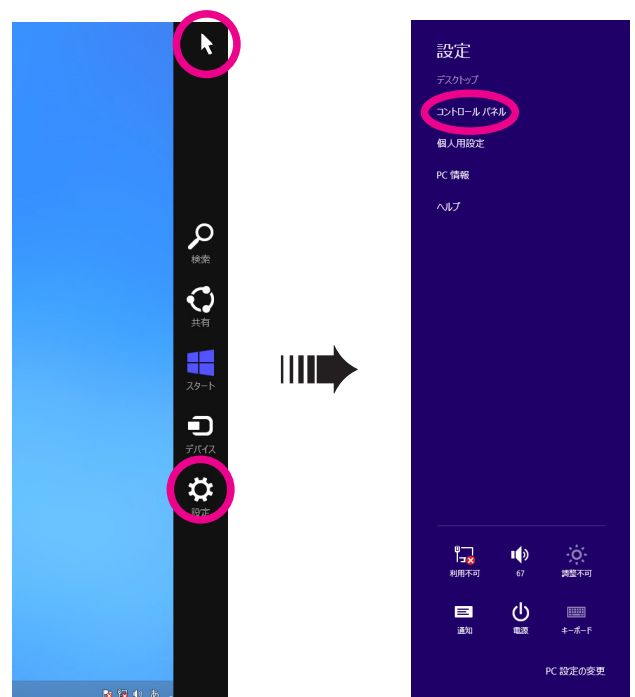 検索
共有
スタート
デバイス
設定
あ
設定
デスクトップ
コントロール パネル
個人用設定
PC 情報
ヘルプ
利用不可
67
調整不可
通知
電源
キーボード
PC 設定の変更